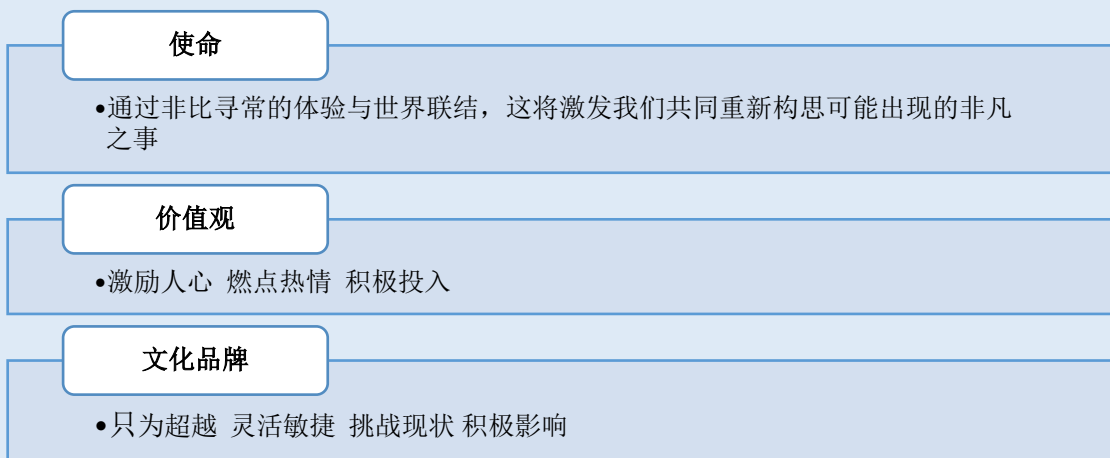 使命
•通过非比寻常的体验与世界联结，这将激发我们共同重新构思可能出现的非凡
之事
价值观
•激励人心 燃点热情 积极投入
文化品牌
•只为超越 灵活敏捷 挑战现状 积极影响